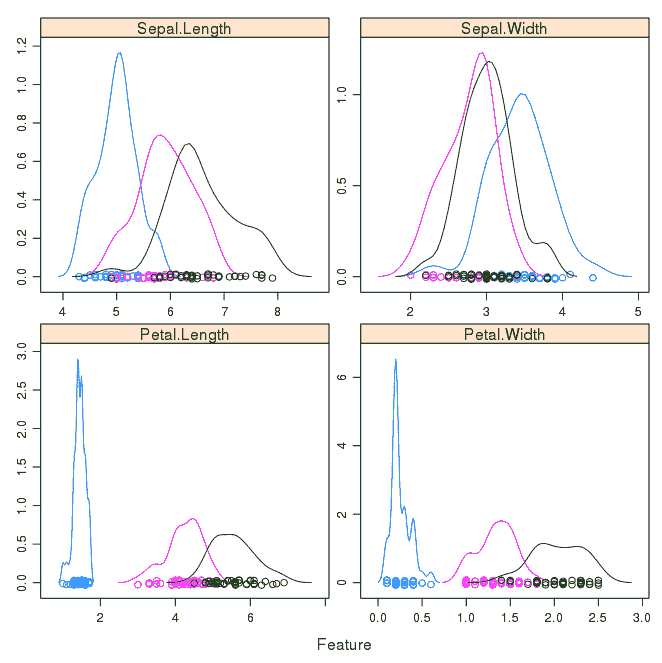 Sepal.Length
Sepal.Width
0.0 0.2 0.4 0.6 0.8 1.0 1.2
4 5 6 7 8
0.0 0.5 1.0
2 3 4 5
Petal.Length
Petal.Width
0.0 0.5 1.0 1.5 2.0 2.5 3.0
2 4 6
0 2 4 6
0.0 0.5 1.0 1.5 2.0 2.5 3.0
Feature